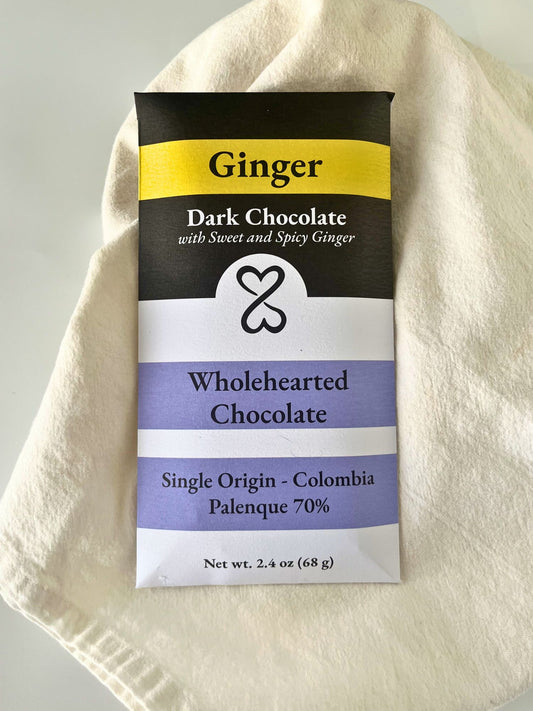 Ginger
Dark Chocolate
with Sweet and Spicy Ginger
Wholehearted
Chocolate
Single Origin - Colombia
Palenque 70%
Net wt. 2.4 oz (68 g)